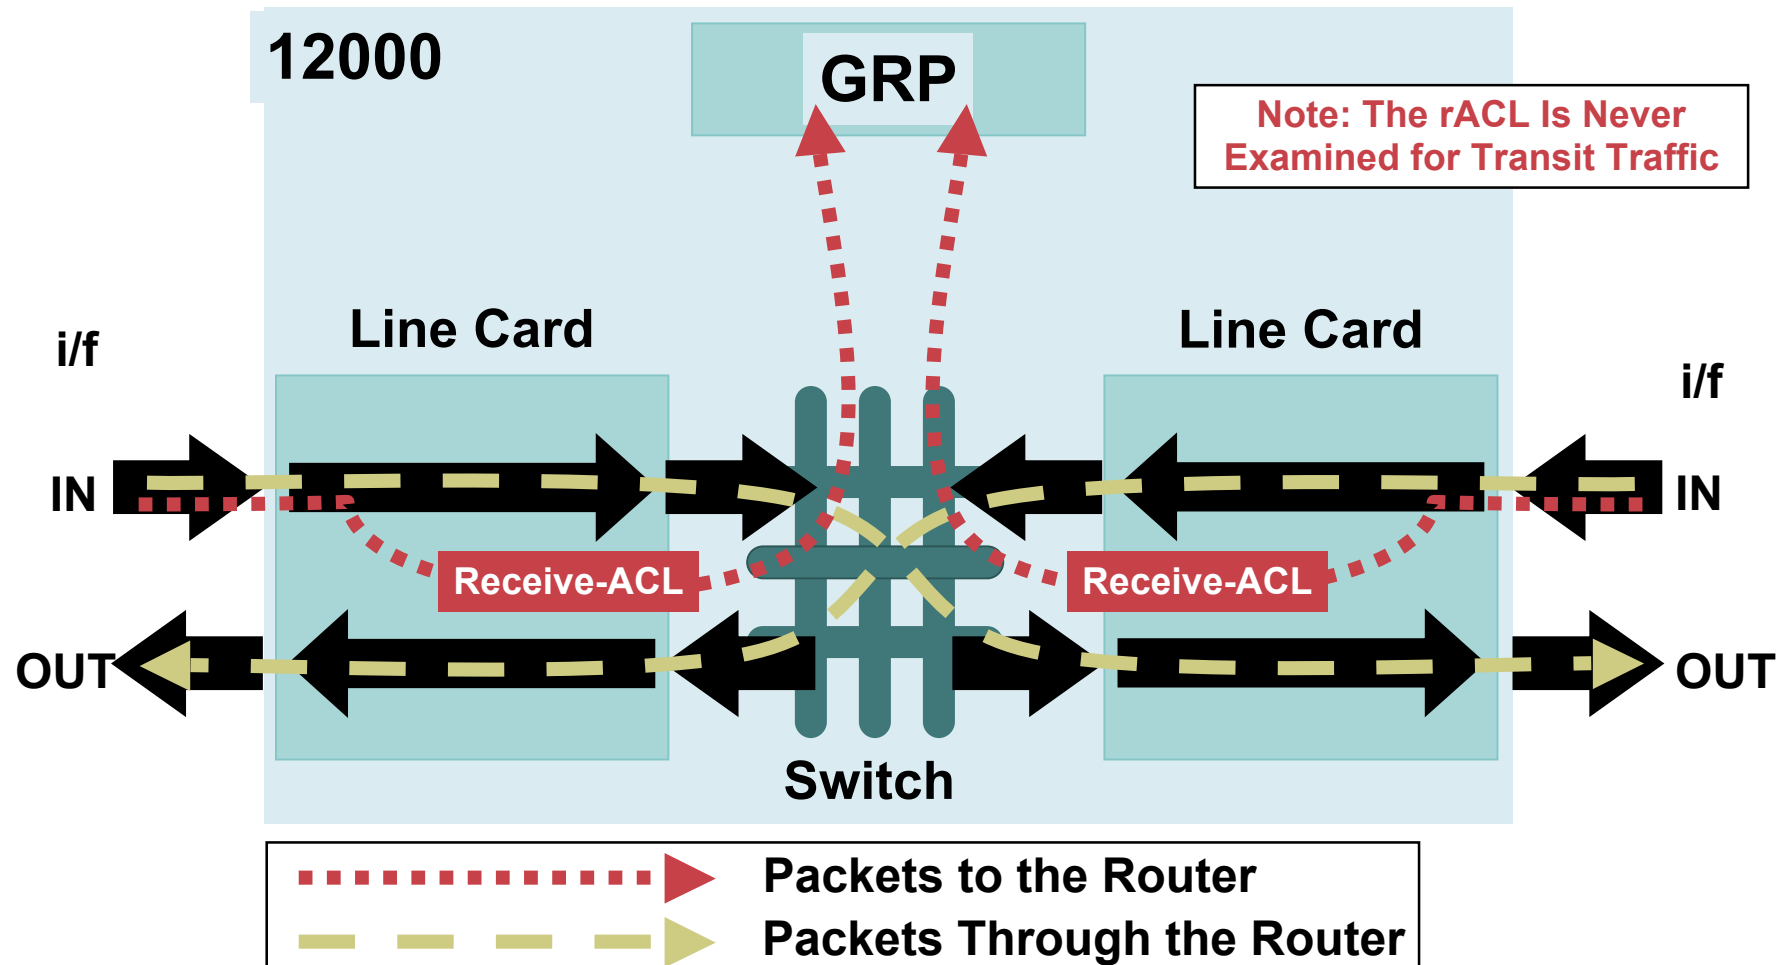 12000
GRP
Note: The rACL Is Never
Examined for Transit Traffic
Line Card
Line Card
i/f
i/f
IN
IN
Receive-ACL
Receive-ACL
OUT
OUT
Switch
Packets to the Router
Packets Through the Router